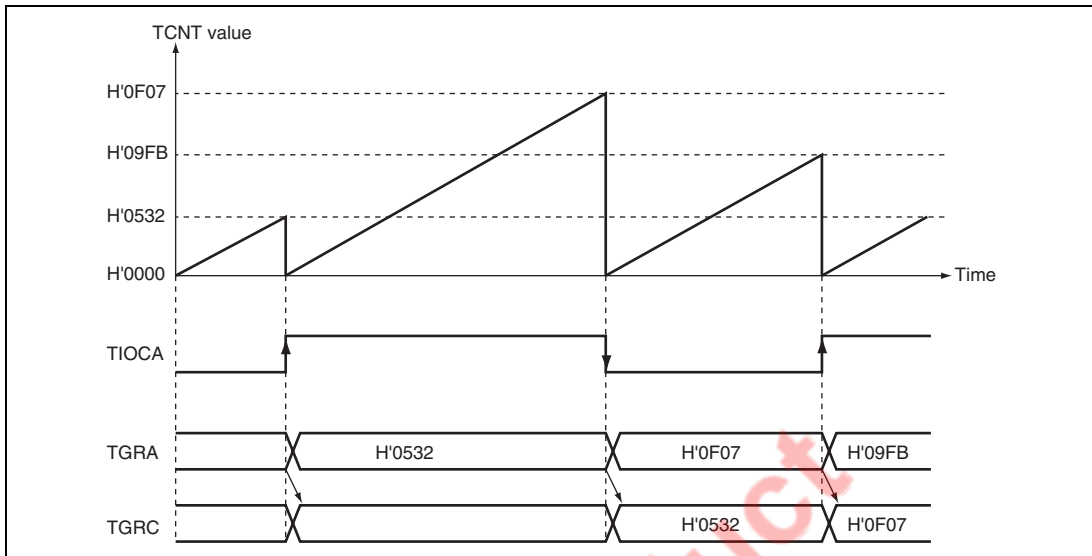 TCNT value
H'0F07
H'09FB
H'0532
H'0000
Time
TIOCA
TGRA
H'0532
H'0F07
H'09FB
TGRC
H'0532
H'0F07